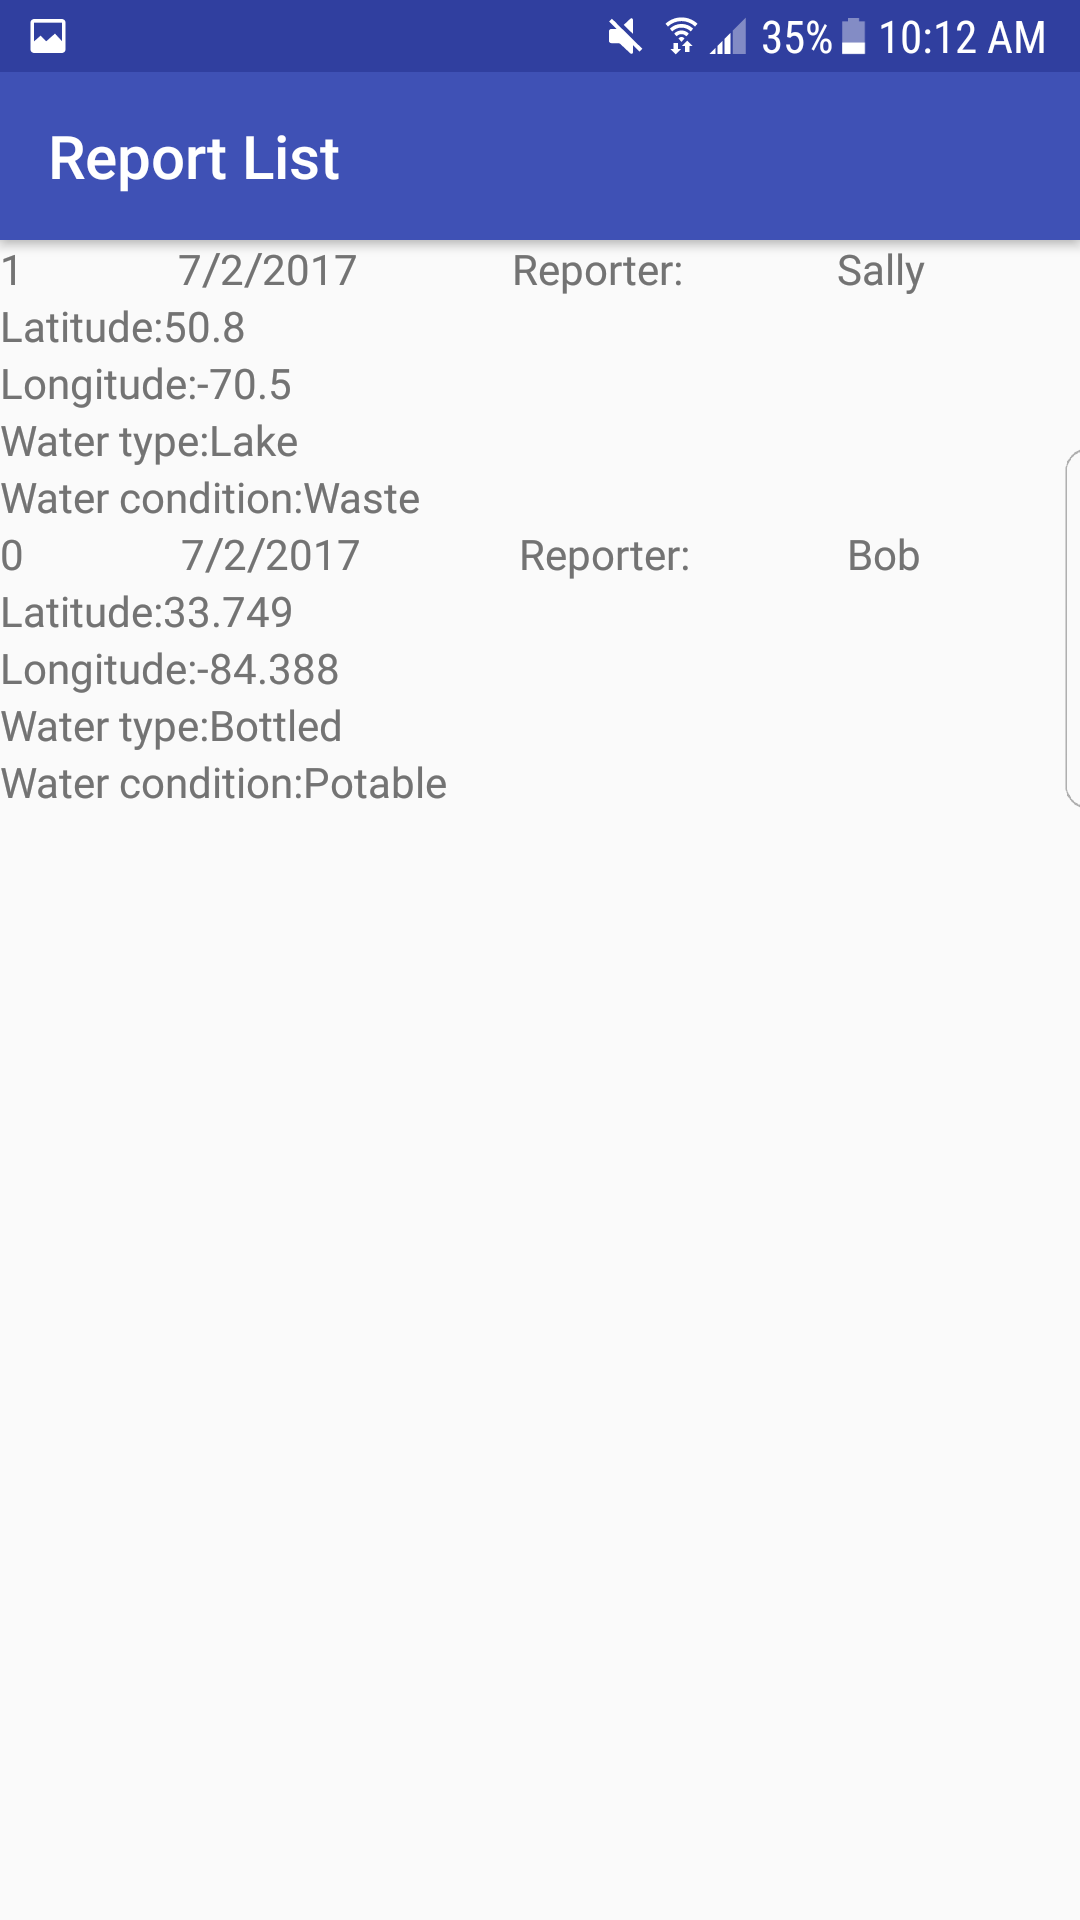 35% 10:12 AM
Report List
1 7/2/2017 Reporter: Sally
Latitude:50.8
Longitude:-70.5
Water type:Lake
Water condition:Waste
0 7/2/2017 Reporter: Bob
Latitude:33.749
Longitude:-84.388
Water type:Bottled
Water condition:Potable